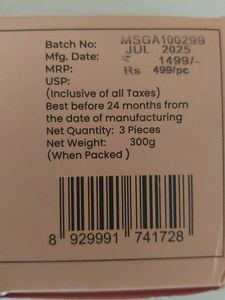 Batch No: MSGA100299
Mfg. Date: JUL 2025
MRP: ₹ 1499/-
USP: Rs 499/pc
(Inclusive of all Taxes)
Best before 24 months from
the date of manufacturing
Net Quantity: 3 Pieces
Net Weight: 300g
(When Packed )
8 929991 741728